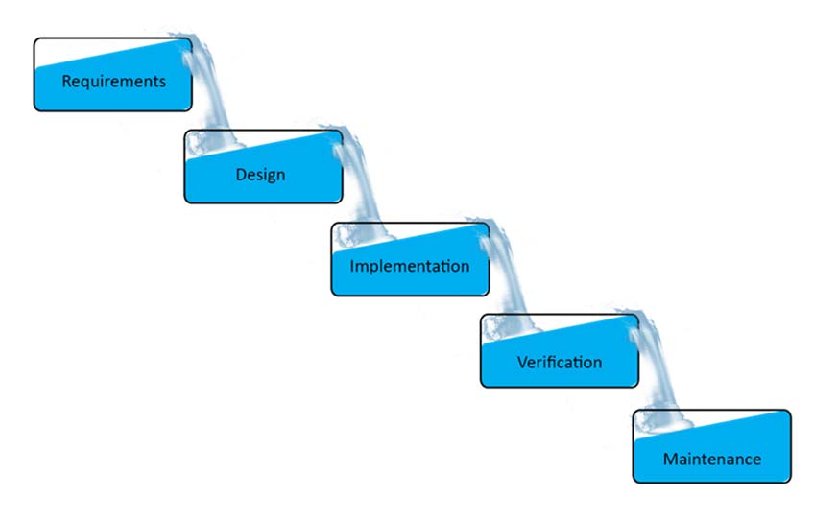 Requirements
Design
Implementation
Verification
Maintenance